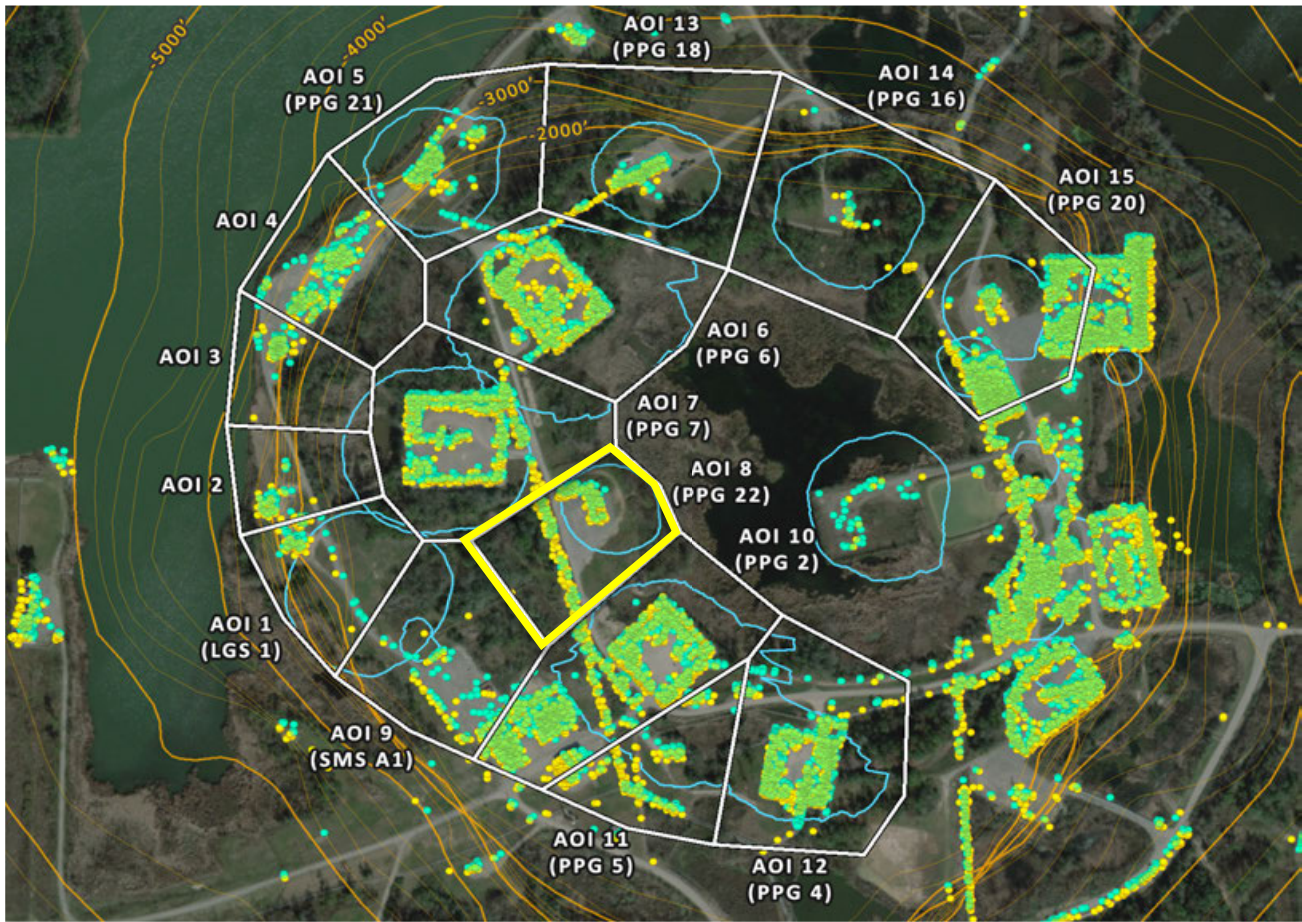 AOI 13
(PPG 18)
-5000'
-4000'
AOI 5
(PPG 21)
AOI 14
(PPG 16)
-3000'
-2000'
AOI 15
(PPG 20)
AOI 4
AOI 3
AOI 6
(PPG 6)
AOI 7
(PPG 7)
AOI 2
AOI 8
(PPG 22)
AOI 10
(PPG 2)
AOI 1
(LGS 1)
AOI 9
(SMS A1)
AOI 11
(PPG 5)
AOI 12
(PPG 4)